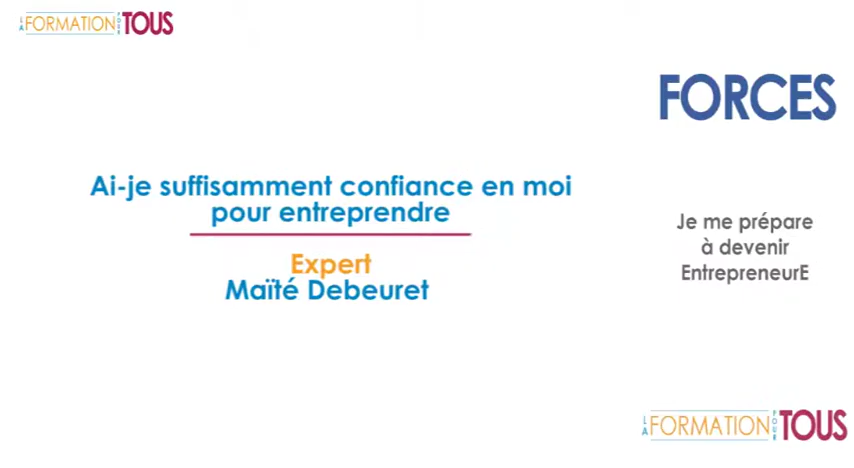 LA FORMATION POUR TOUS
FORCES
Ai-je suffisamment confiance en moi
pour entreprendre
Expert
Maïté Debeuret
Je me prépare
à devenir
EntrepreneurE
LA FORMATION POUR TOUS